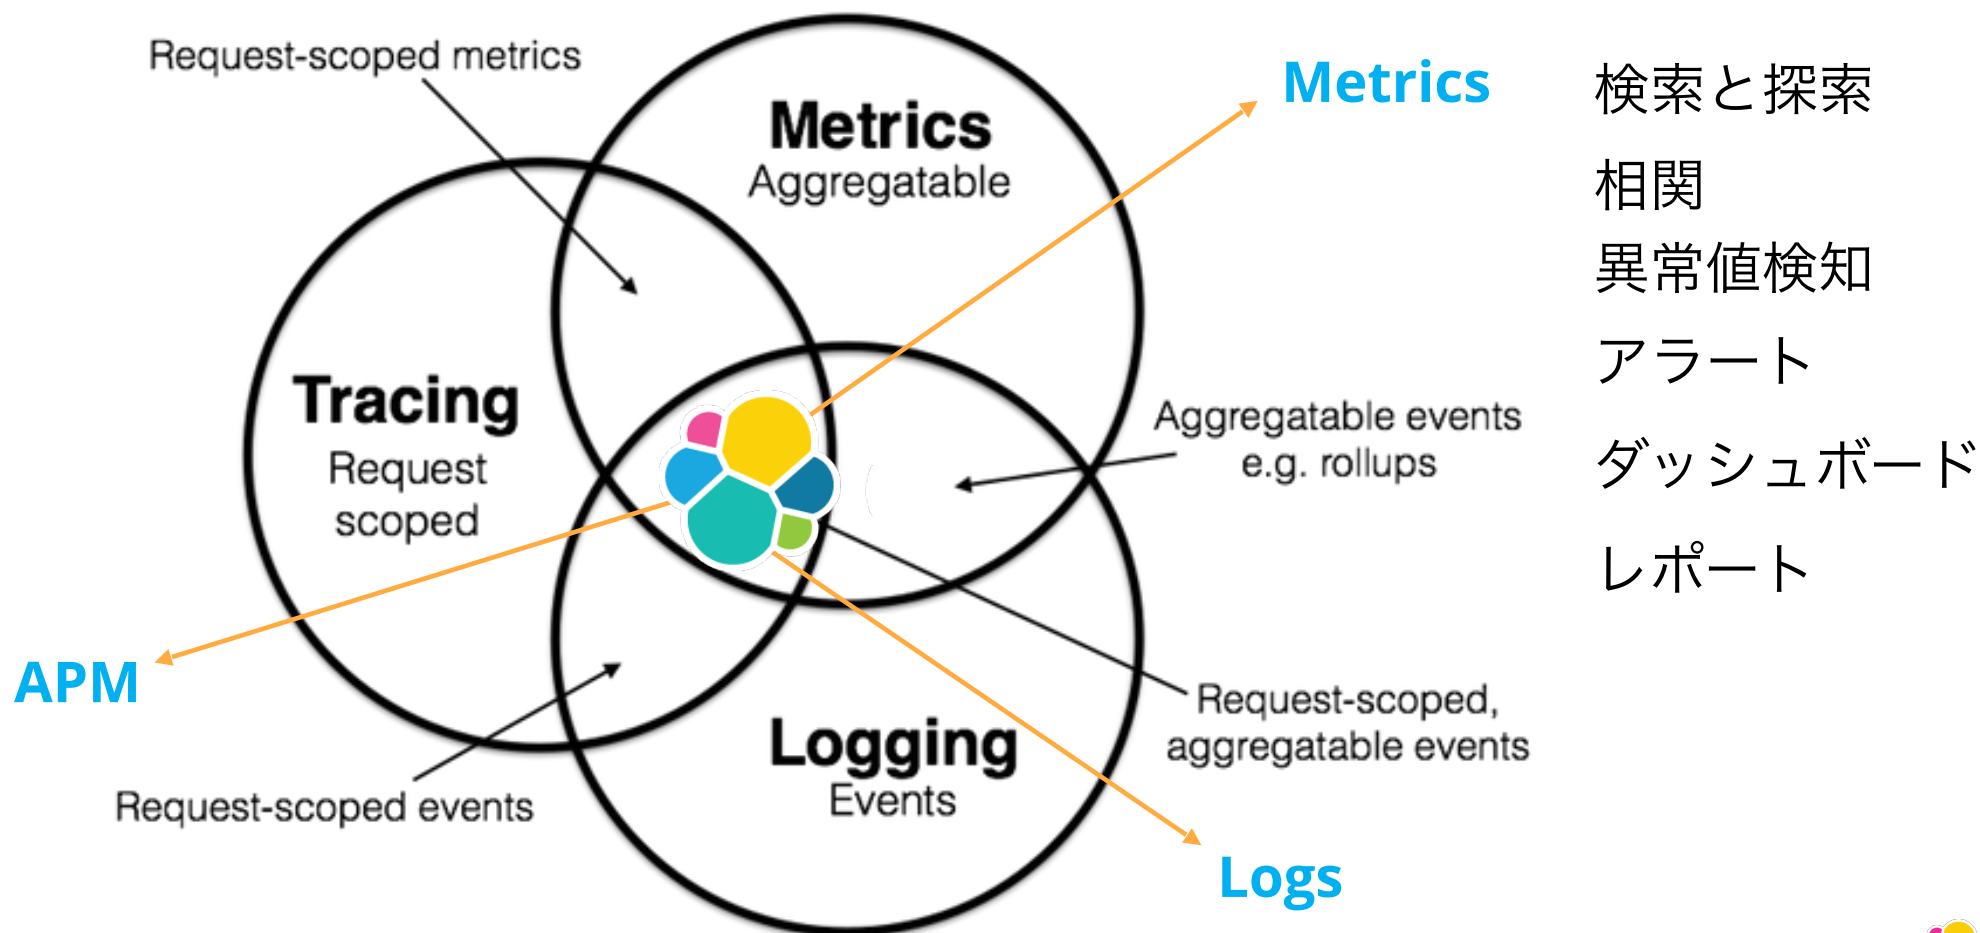 Request-scoped metrics
Metrics
Aggregatable
Tracing
Request
scoped
Aggregatable events
e.g. rollups
Request-scoped,
aggregatable events
Logging
Events
Request-scoped events
Metrics
APM
Logs
検索と探索
相関
異常値検知
アラート
ダッシュボード
レポート